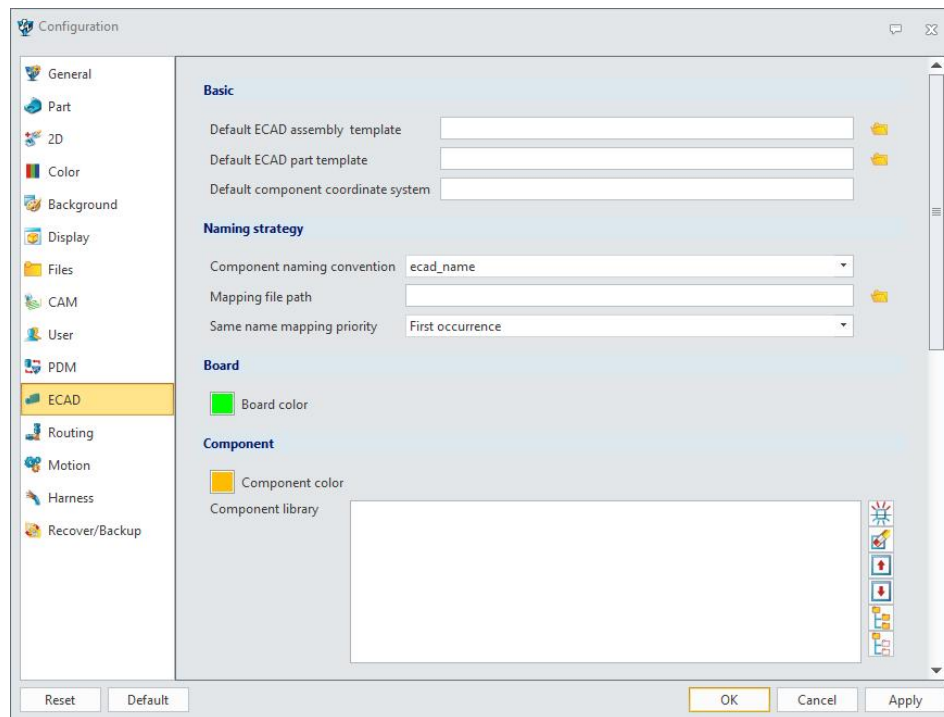 Configuration
General
Part
2D
Color
Background
Display
Files
CAM
User
PDM
ECAD
Routing
Motion
Harness
Recover/Backup
Basic
Default ECAD assembly template
Default ECAD part template
Default component coordinate system
Naming strategy
Component naming convention ecad_name
Mapping file path
Same name mapping priority First occurrence
Board
Board color
Component
Component color
Component library
Reset Default OK Cancel Apply